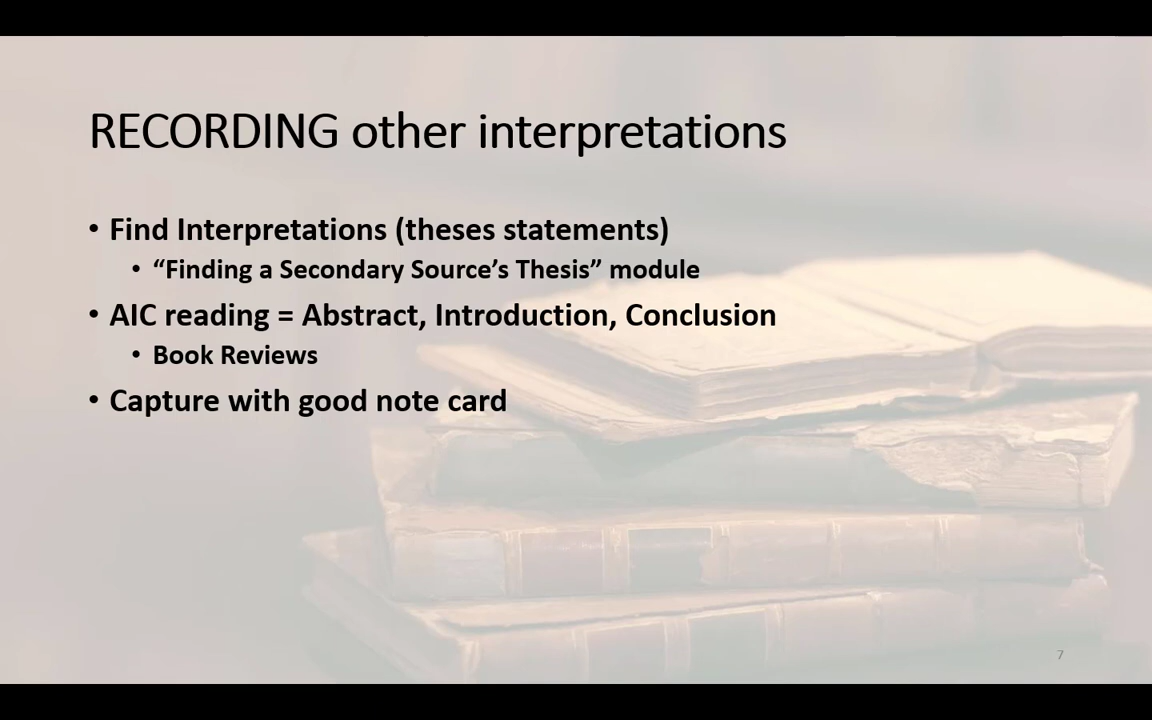 RECORDING other interpretations
• Find Interpretations (theses statements)
• “Finding a Secondary Source’s Thesis” module
• AIC reading = Abstract, Introduction, Conclusion
• Book Reviews
• Capture with good note card
7